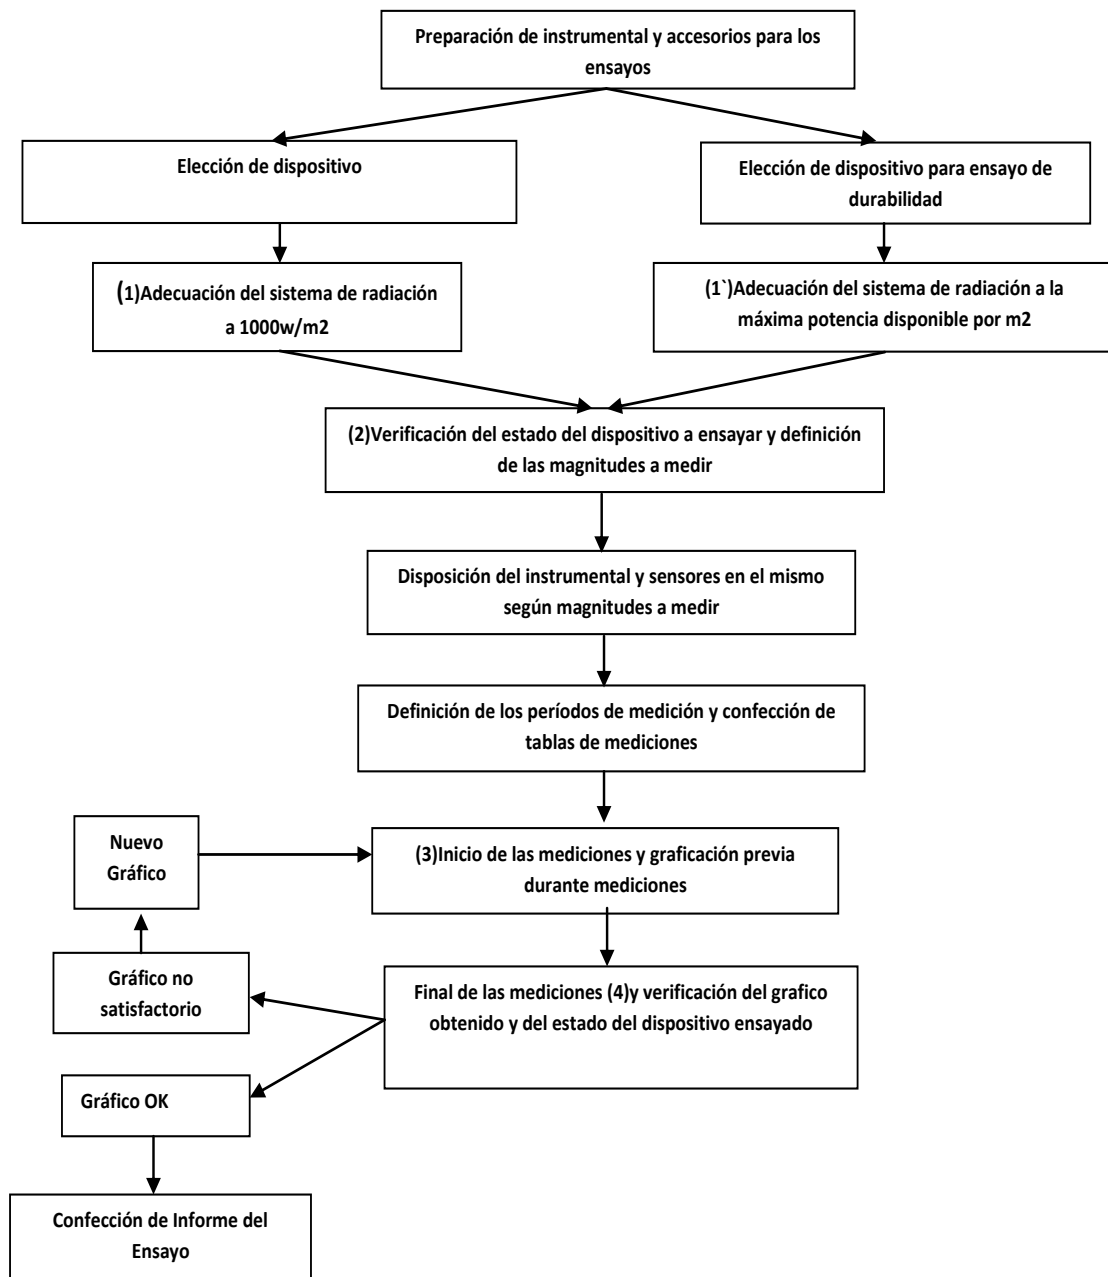 Preparación de instrumental y accesorios para los
ensayos
Elección de dispositivo
Elección de dispositivo para ensayo de
durabilidad
(1)Adecuación del sistema de radiación
a 1000w/m2
(1`)Adecuación del sistema de radiación a la
máxima potencia disponible por m2
(2)Verificación del estado del dispositivo a ensayar y definición
de las magnitudes a medir
Disposición del instrumental y sensores en el mismo
según magnitudes a medir
Definición de los períodos de medición y confección de
tablas de mediciones
Nuevo
Gráfico
(3)Inicio de las mediciones y graficación previa
durante mediciones
Gráfico no
satisfactorio
Final de las mediciones (4)y verificación del grafico
obtenido y del estado del dispositivo ensayado
Gráfico OK
Confección de Informe del
Ensayo